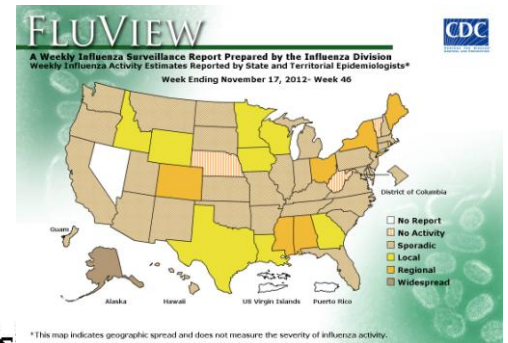 FLUVIEW
CDC
A Weekly Influenza Surveillance Report Prepared by the Influenza Division
Weekly Influenza Activity Estimates Reported by State and Territorial Epidemiologists*
Week Ending November 17, 2012- Week 46
District of Columbia
No Report
No Activity
Sporadic
Local
Regional
Widespread
Guam
Alaska
Hawaii
US Virgin Islands
Puerto Rico
*This map indicates geographic spread and does not measure the severity of influenza activity.